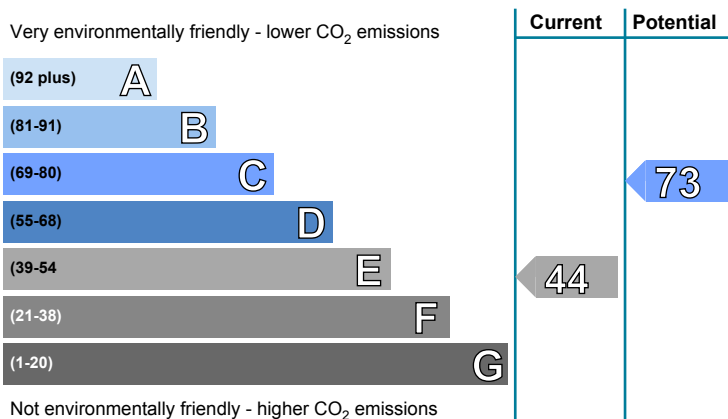 Current Potential
Very environmentally friendly - lower CO2 emissions
(92 plus) A
(81-91) B
(69-80) C
73
(55-68) D
(39-54 E
44
(21-38) F
(1-20) G
Not environmentally friendly - higher CO2 emissions